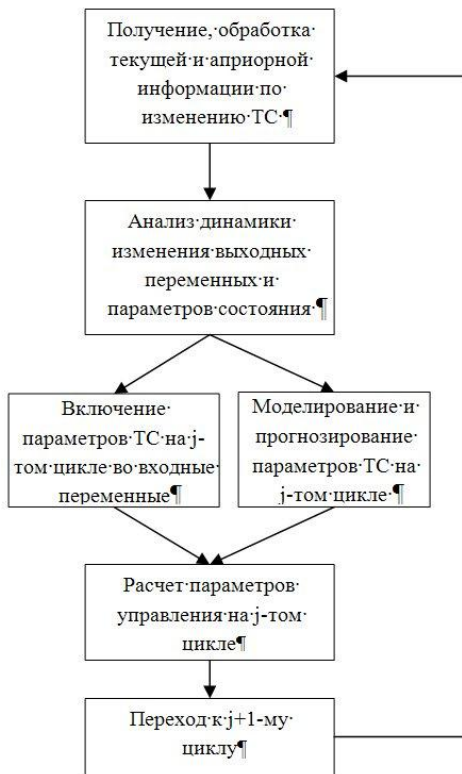 Получение,·обработка·
текущей·и·априорной·
информации·по·
изменению·ТС·¶
Анализ·динамики·
изменения·выходных·
переменных·и·
параметров·состояния·¶
Включение·
параметров·ТС·на·j-
том·цикле·во·входные·
переменные¶
Моделирование·и·
прогнозирование·
параметров·ТС·на·
j-том·цикле·¶
Расчет·параметров·
управления·на·j-том·
цикле¶
Переход·к·j+1-му·
циклу¶